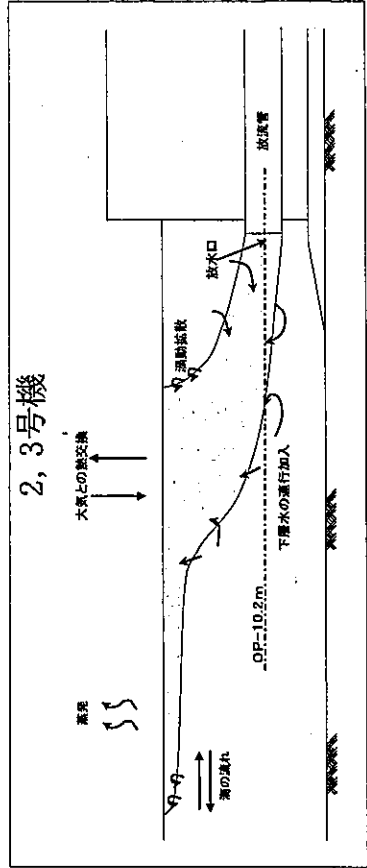 2, 3号機
蒸発
大気との熱交換
渦動拡散
放水口
放流管
潮の流れ
OP-10.2m
下層水の連行加入